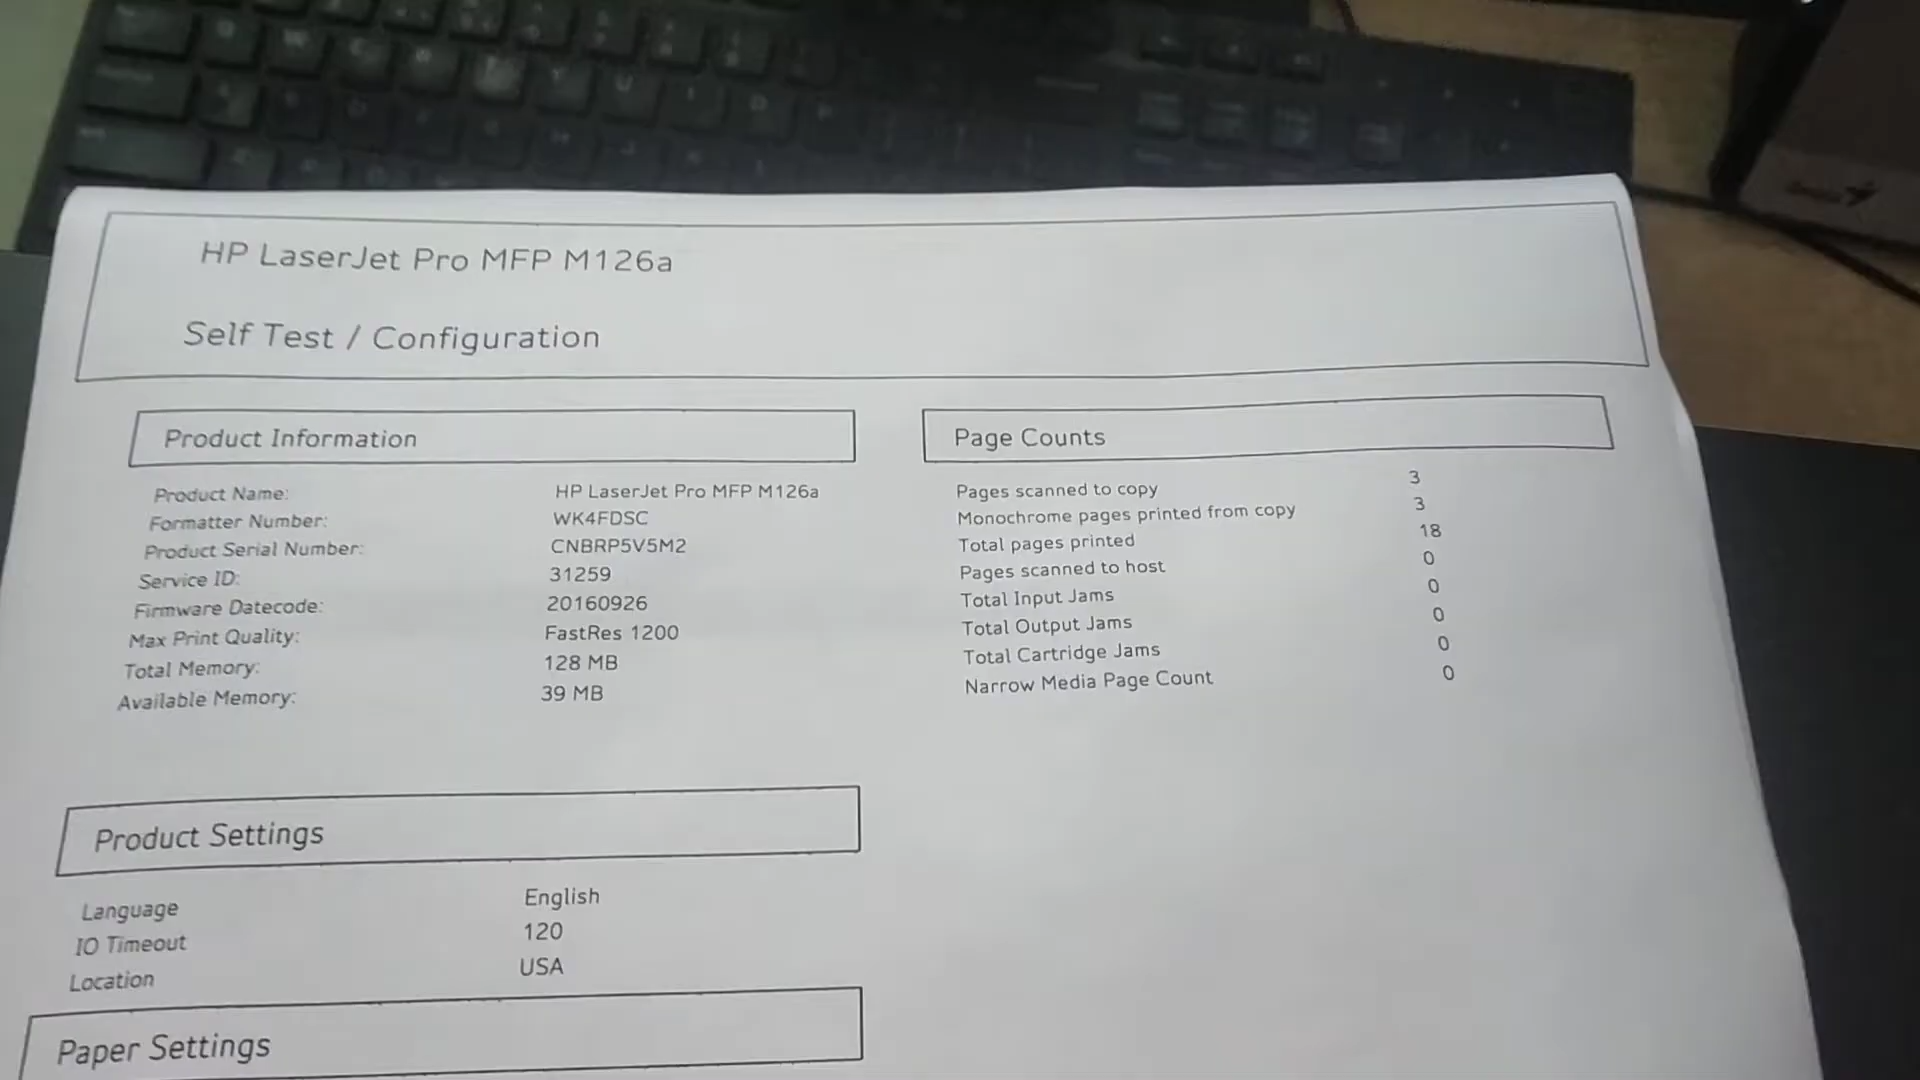 HP LaserJet Pro MFP M126a
Self Test / Configuration
Product Information
Product Name: HP LaserJet Pro MFP M126a
Formatter Number: WK4FDSC
Product Serial Number: CNBRP5V5M2
Service ID: 31259
Firmware Datecode: 20160926
Max Print Quality: FastRes 1200
Total Memory: 128 MB
Available Memory: 39 MB
Page Counts
Pages scanned to copy 3
Monochrome pages printed from copy 3
Total pages printed 18
Pages scanned to host 0
Total Input Jams 0
Total Output Jams 0
Total Cartridge Jams 0
Narrow Media Page Count 0
Product Settings
Language English
IO Timeout 120
Location USA
Paper Settings